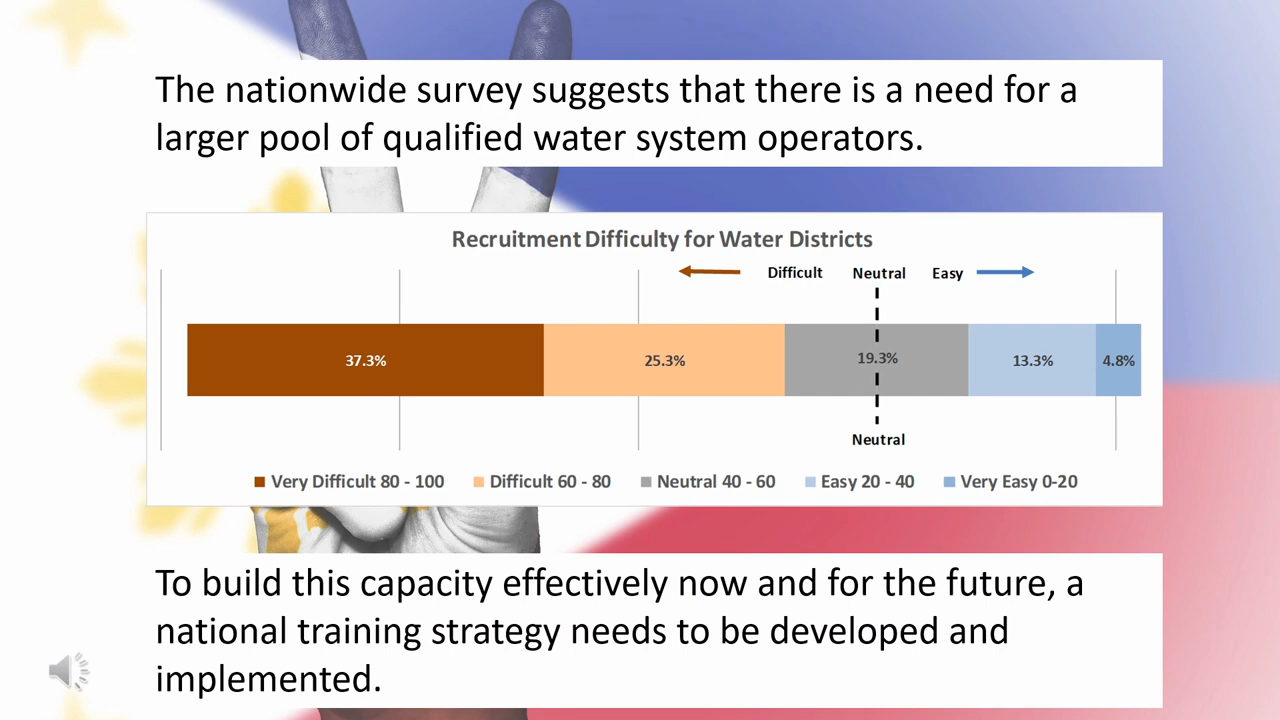 The nationwide survey suggests that there is a need for a
larger pool of qualified water system operators.
Recruitment Difficulty for Water Districts
Difficult Neutral Easy
37.3% 25.3% 19.3% 13.3% 4.8%
Neutral
Very Difficult 80 - 100 Difficult 60 - 80 Neutral 40 - 60 Easy 20 - 40 Very Easy 0-20
To build this capacity effectively now and for the future, a
national training strategy needs to be developed and
implemented.